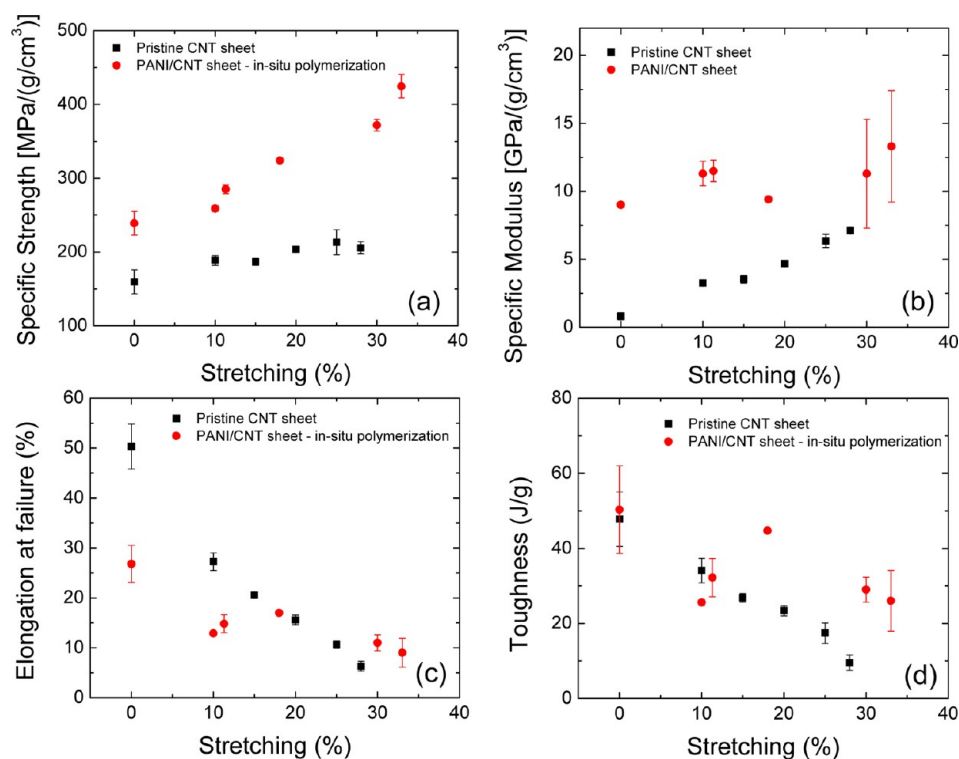 Specific Strength [MPa/(g/cm³)]
500
400
300
200
100
Pristine CNT sheet
PANI/CNT sheet - in-situ polymerization
(a)
0 10 20 30 40
Stretching (%)
Specific Modulus [GPa/(g/cm³)]
20
15
10
5
0
Pristine CNT sheet
PANI/CNT sheet
(b)
0 10 20 30 40
Stretching (%)
Elongation at failure (%)
60
50
40
30
20
10
0
Pristine CNT sheet
PANI/CNT sheet - in-situ polymerization
(c)
0 10 20 30 40
Stretching (%)
Toughness (J/g)
80
60
40
20
0
Pristine CNT sheet
PANI/CNT sheet - in-situ polymerization
(d)
0 10 20 30 40
Stretching (%)